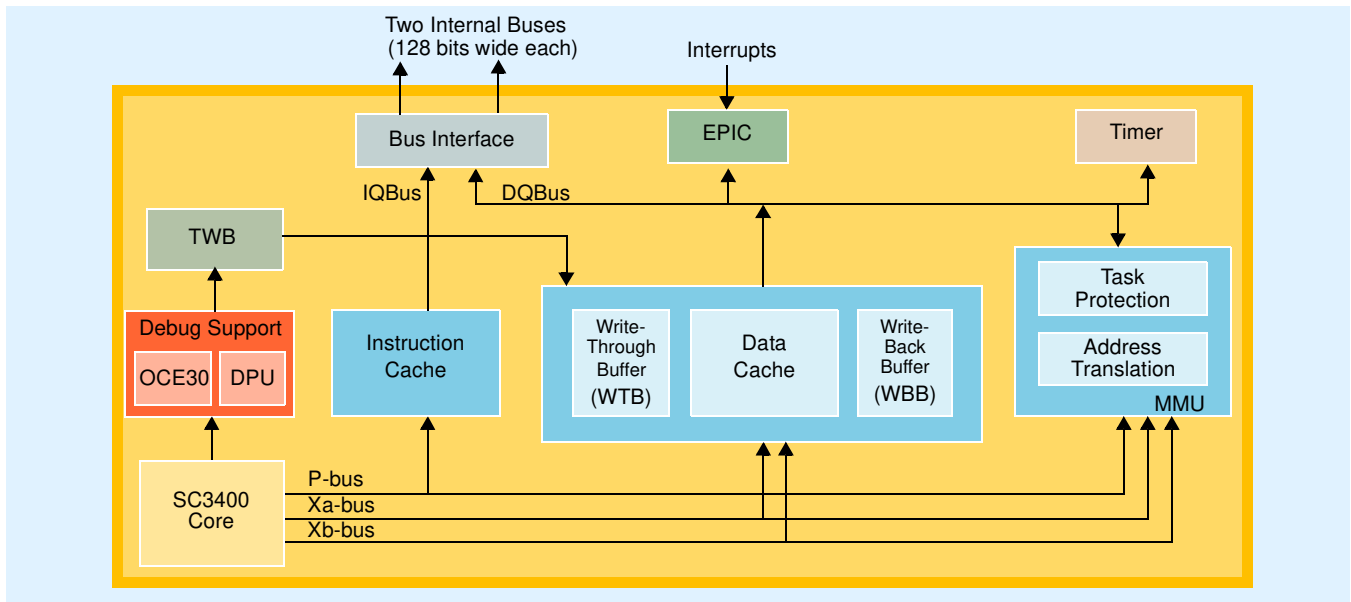 Two Internal Buses
(128 bits wide each)
Interrupts
Bus Interface
EPIC
Timer
IQBus
DQBus
TWB
Task
Protection
Address
Translation
MMU
Debug Support
OCE30
DPU
Instruction
Cache
Write-
Through
Buffer
(WTB)
Data
Cache
Write-
Back
Buffer
(WBB)
SC3400
Core
P-bus
Xa-bus
Xb-bus